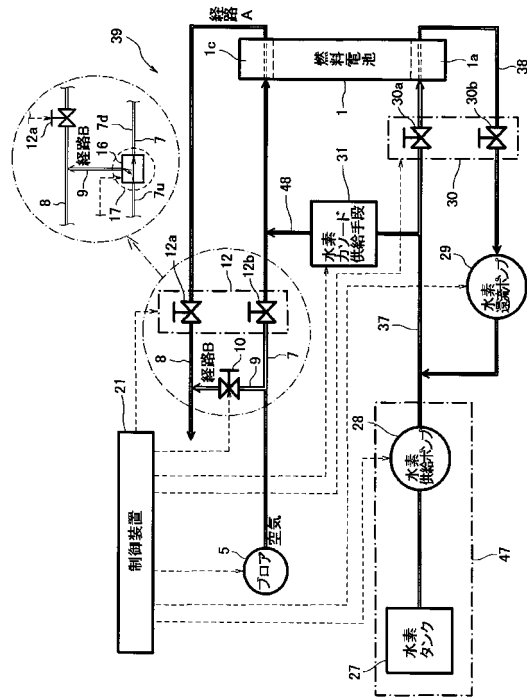 39
経路A
12a
8
経路B
16
9
17
7d
7
7u
1c
燃料電池
1a
1
38
30a
30b
30
31
水素カソード供給手段
48
12a
12
12b
8
経路B
10
9
7
29
水素還流ポンプ
37
21
制御装置
5
ブロア
空気
28
水素供給ポンプ
27
水素タンク
47